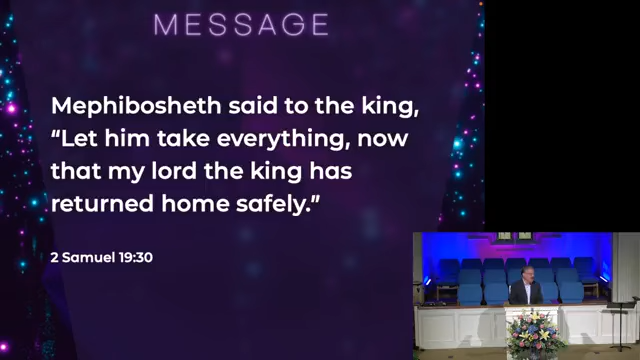 MESSAGE
Mephibosheth said to the king,
“Let him take everything, now
that my lord the king has
returned home safely.”
2 Samuel 19:30